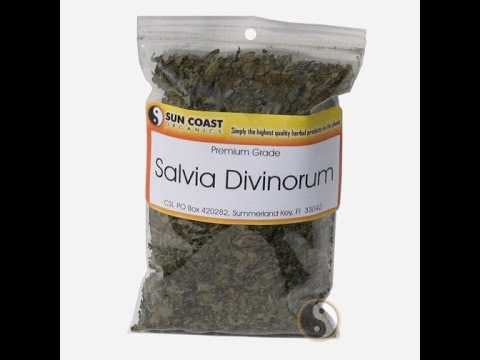 SUN COAST
ORGANICS
Simply the highest quality herbal products on the planet.
Premium Grade
Salvia Divinorum
CSI, PO Box 420282, Summerland Key, Fl 33042